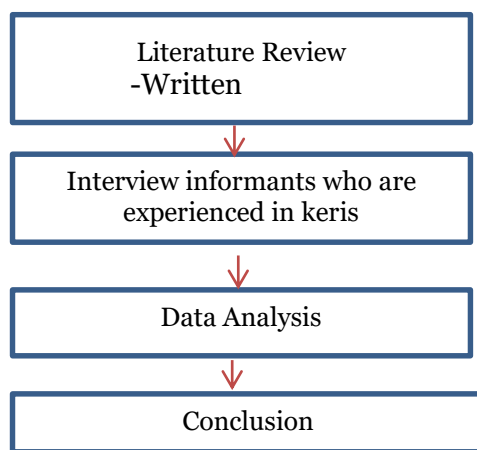 Literature Review
-Written
Interview informants who are
experienced in keris
Data Analysis
Conclusion